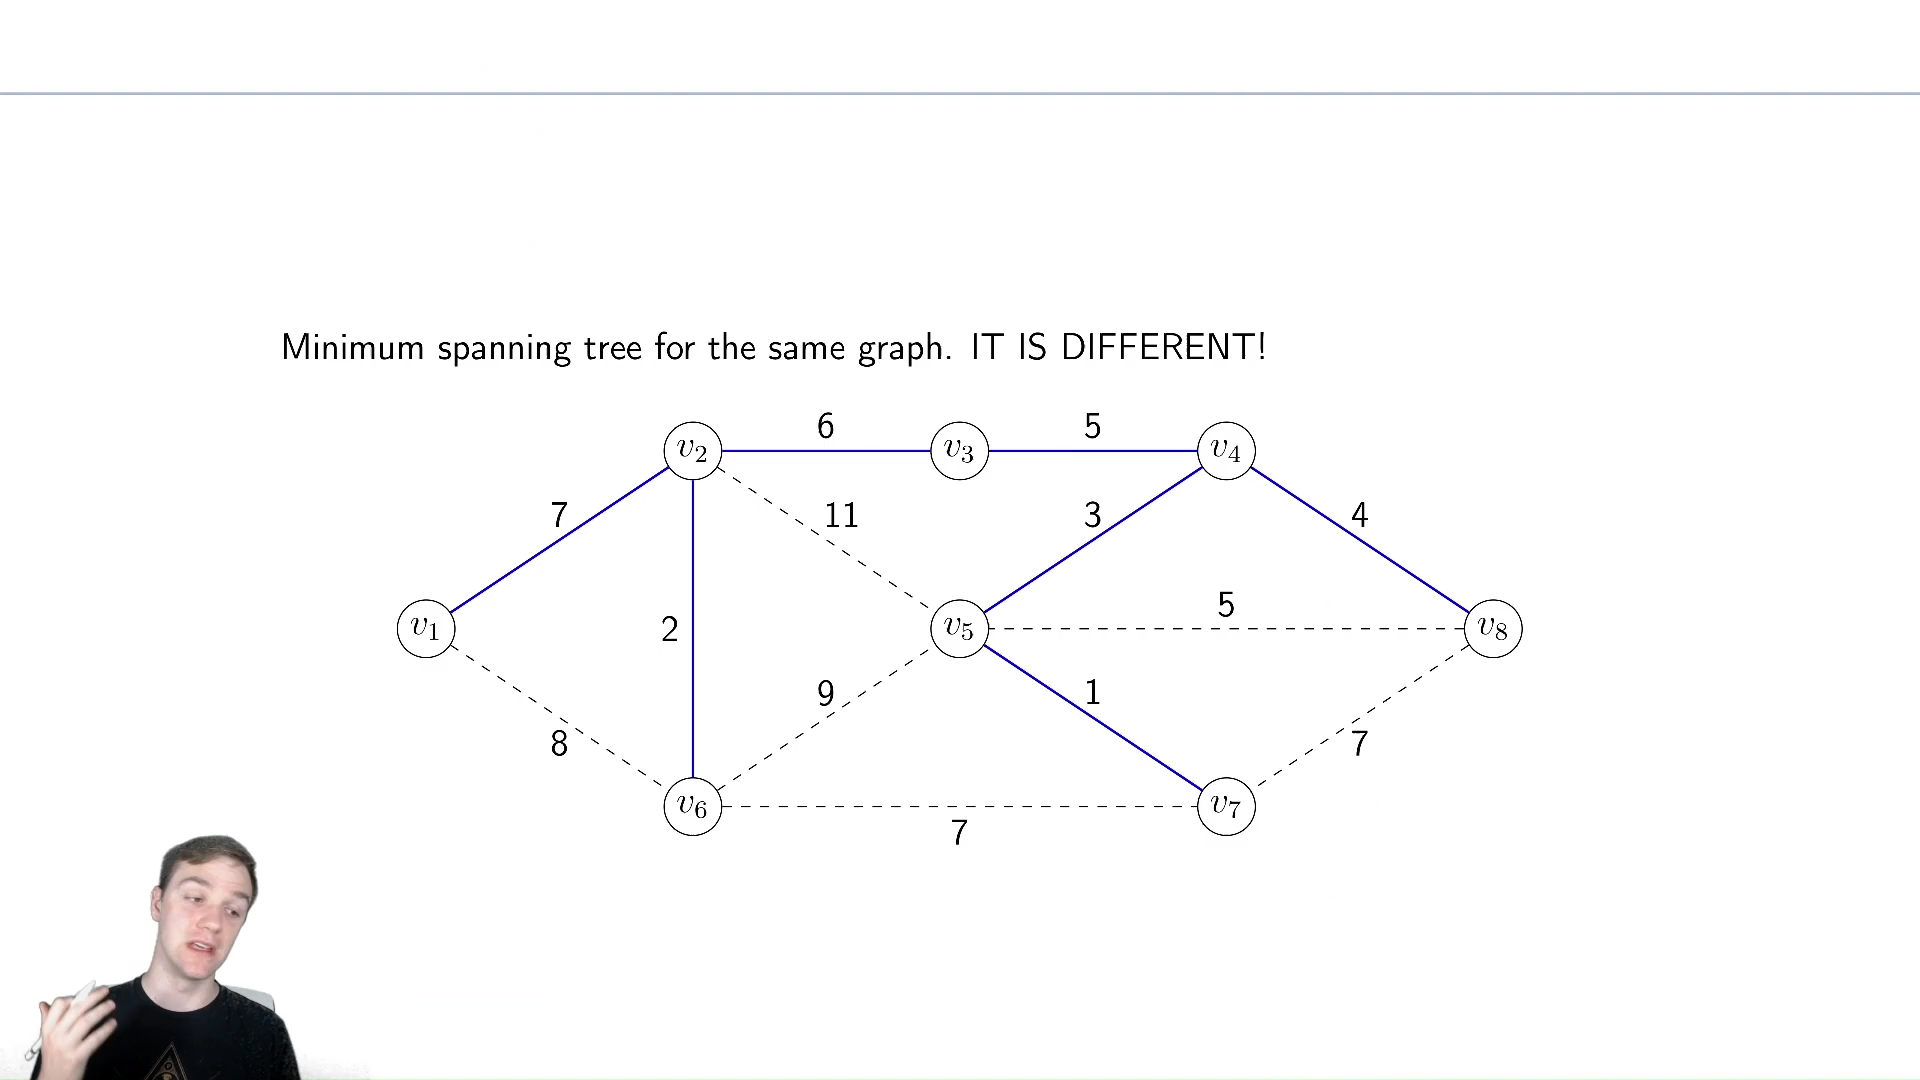 Minimum spanning tree for the same graph. IT IS DIFFERENT!
6 5
v2 v3 v4
7 11 3 4
5
v1 2 v5 v8
9 1
8 7
v6 v7
7